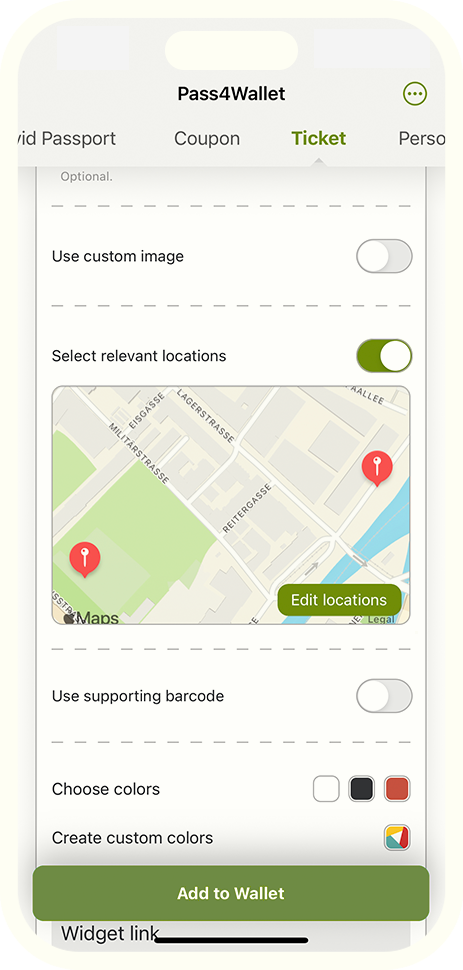 Pass4Wallet
vid Passport Coupon Ticket Perso
Optional.
Use custom image
Select relevant locations
AALLEE
EISGASSE
LAGERSTRASSE
MILITÄRSTRASSE
REITERGASSE
Edit locations
Maps
Legal
Use supporting barcode
Choose colors
Create custom colors
Add to Wallet
Widget link